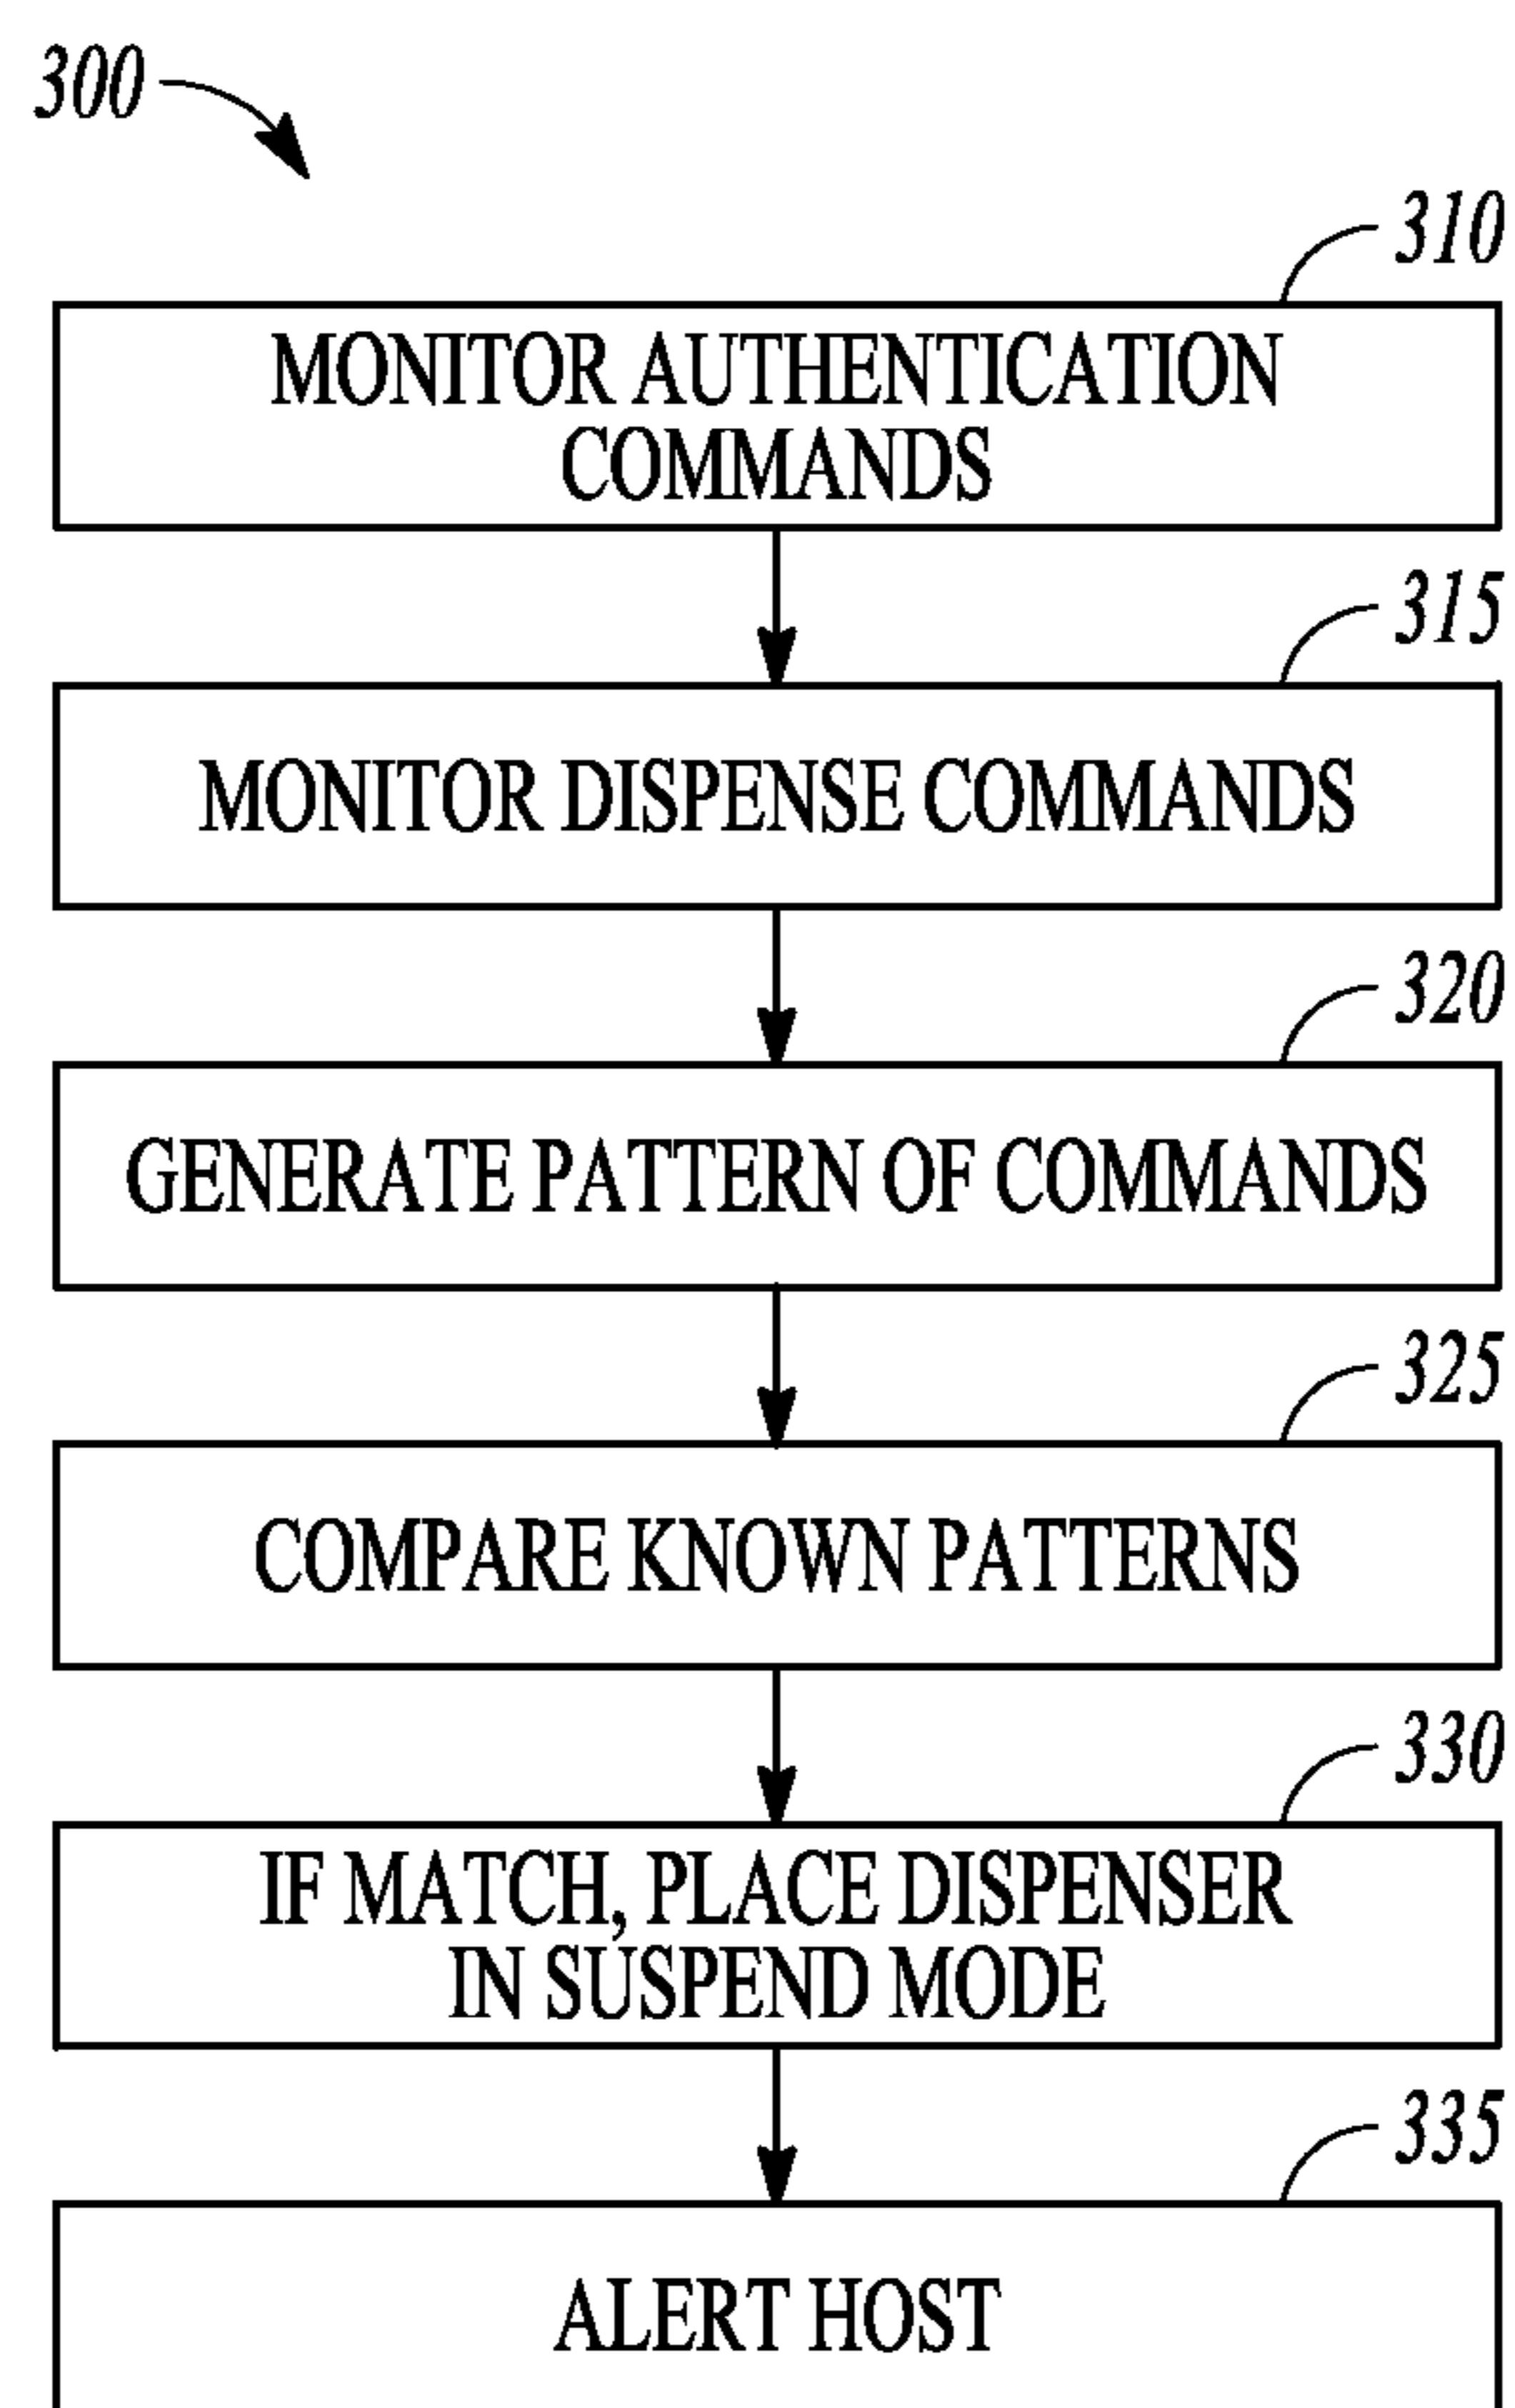 300
310
MONITOR AUTHENTICATION
COMMANDS
315
MONITOR DISPENSE COMMANDS
320
GENERATE PATTERN OF COMMANDS
325
COMPARE KNOWN PATTERNS
330
IF MATCH, PLACE DISPENSER
IN SUSPEND MODE
335
ALERT HOST